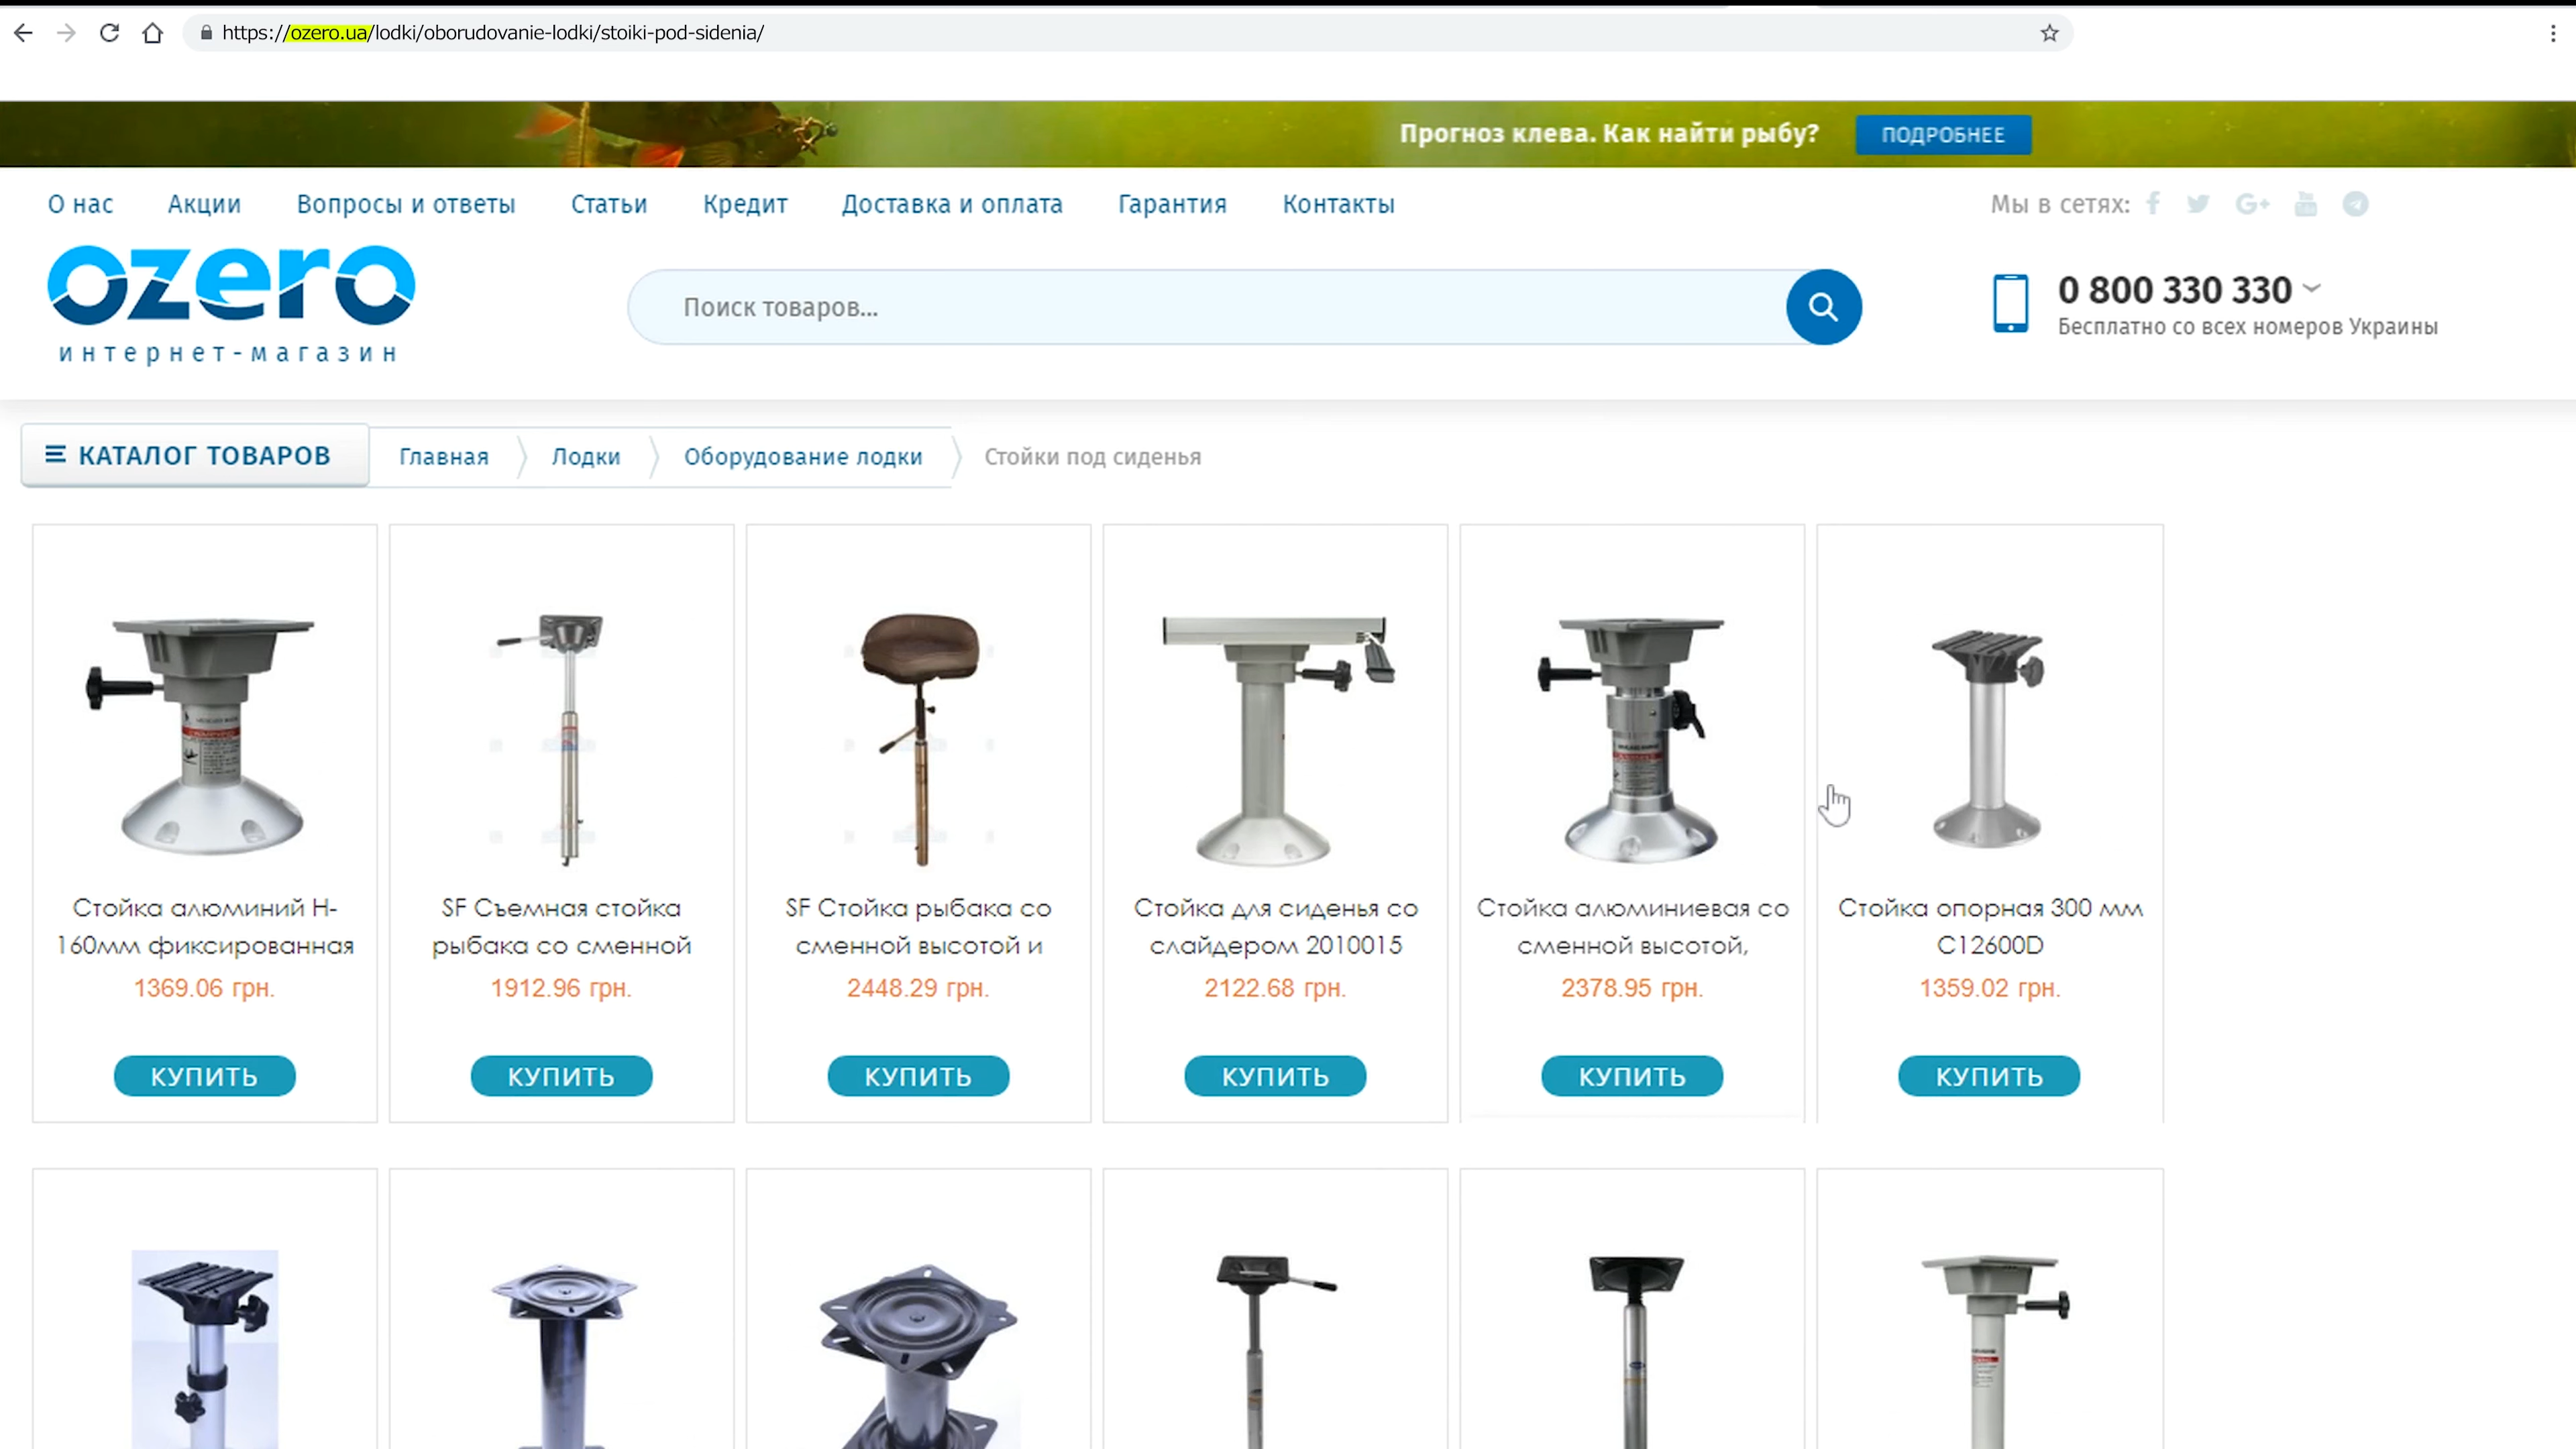 https://ozero.ua/lodki/oborudovanie-lodki/stoiki-pod-sidenia/
Прогноз клева. Как найти рыбу?
ПОДРОБНЕЕ
О нас
Акции
Вопросы и ответы
Статьи
Кредит
Доставка и оплата
Гарантия
Контакты
Мы в сетях:
ozero
интернет-магазин
Поиск товаров...
0 800 330 330
Бесплатно со всех номеров Украины
КАТАЛОГ ТОВАРОВ
Главная
Лодки
Оборудование лодки
Стойки под сиденья
Стойка алюминий Н-
160мм фиксированная
1369.06 грн.
КУПИТЬ
SF Съемная стойка
рыбака со сменной
1912.96 грн.
КУПИТЬ
SF Стойка рыбака со
сменной высотой и
2448.29 грн.
КУПИТЬ
Стойка для сиденья со
слайдером 2010015
2122.68 грн.
КУПИТЬ
Стойка алюминиевая со
сменной высотой,
2378.95 грн.
КУПИТЬ
Стойка опорная 300 мм
C12600D
1359.02 грн.
КУПИТЬ